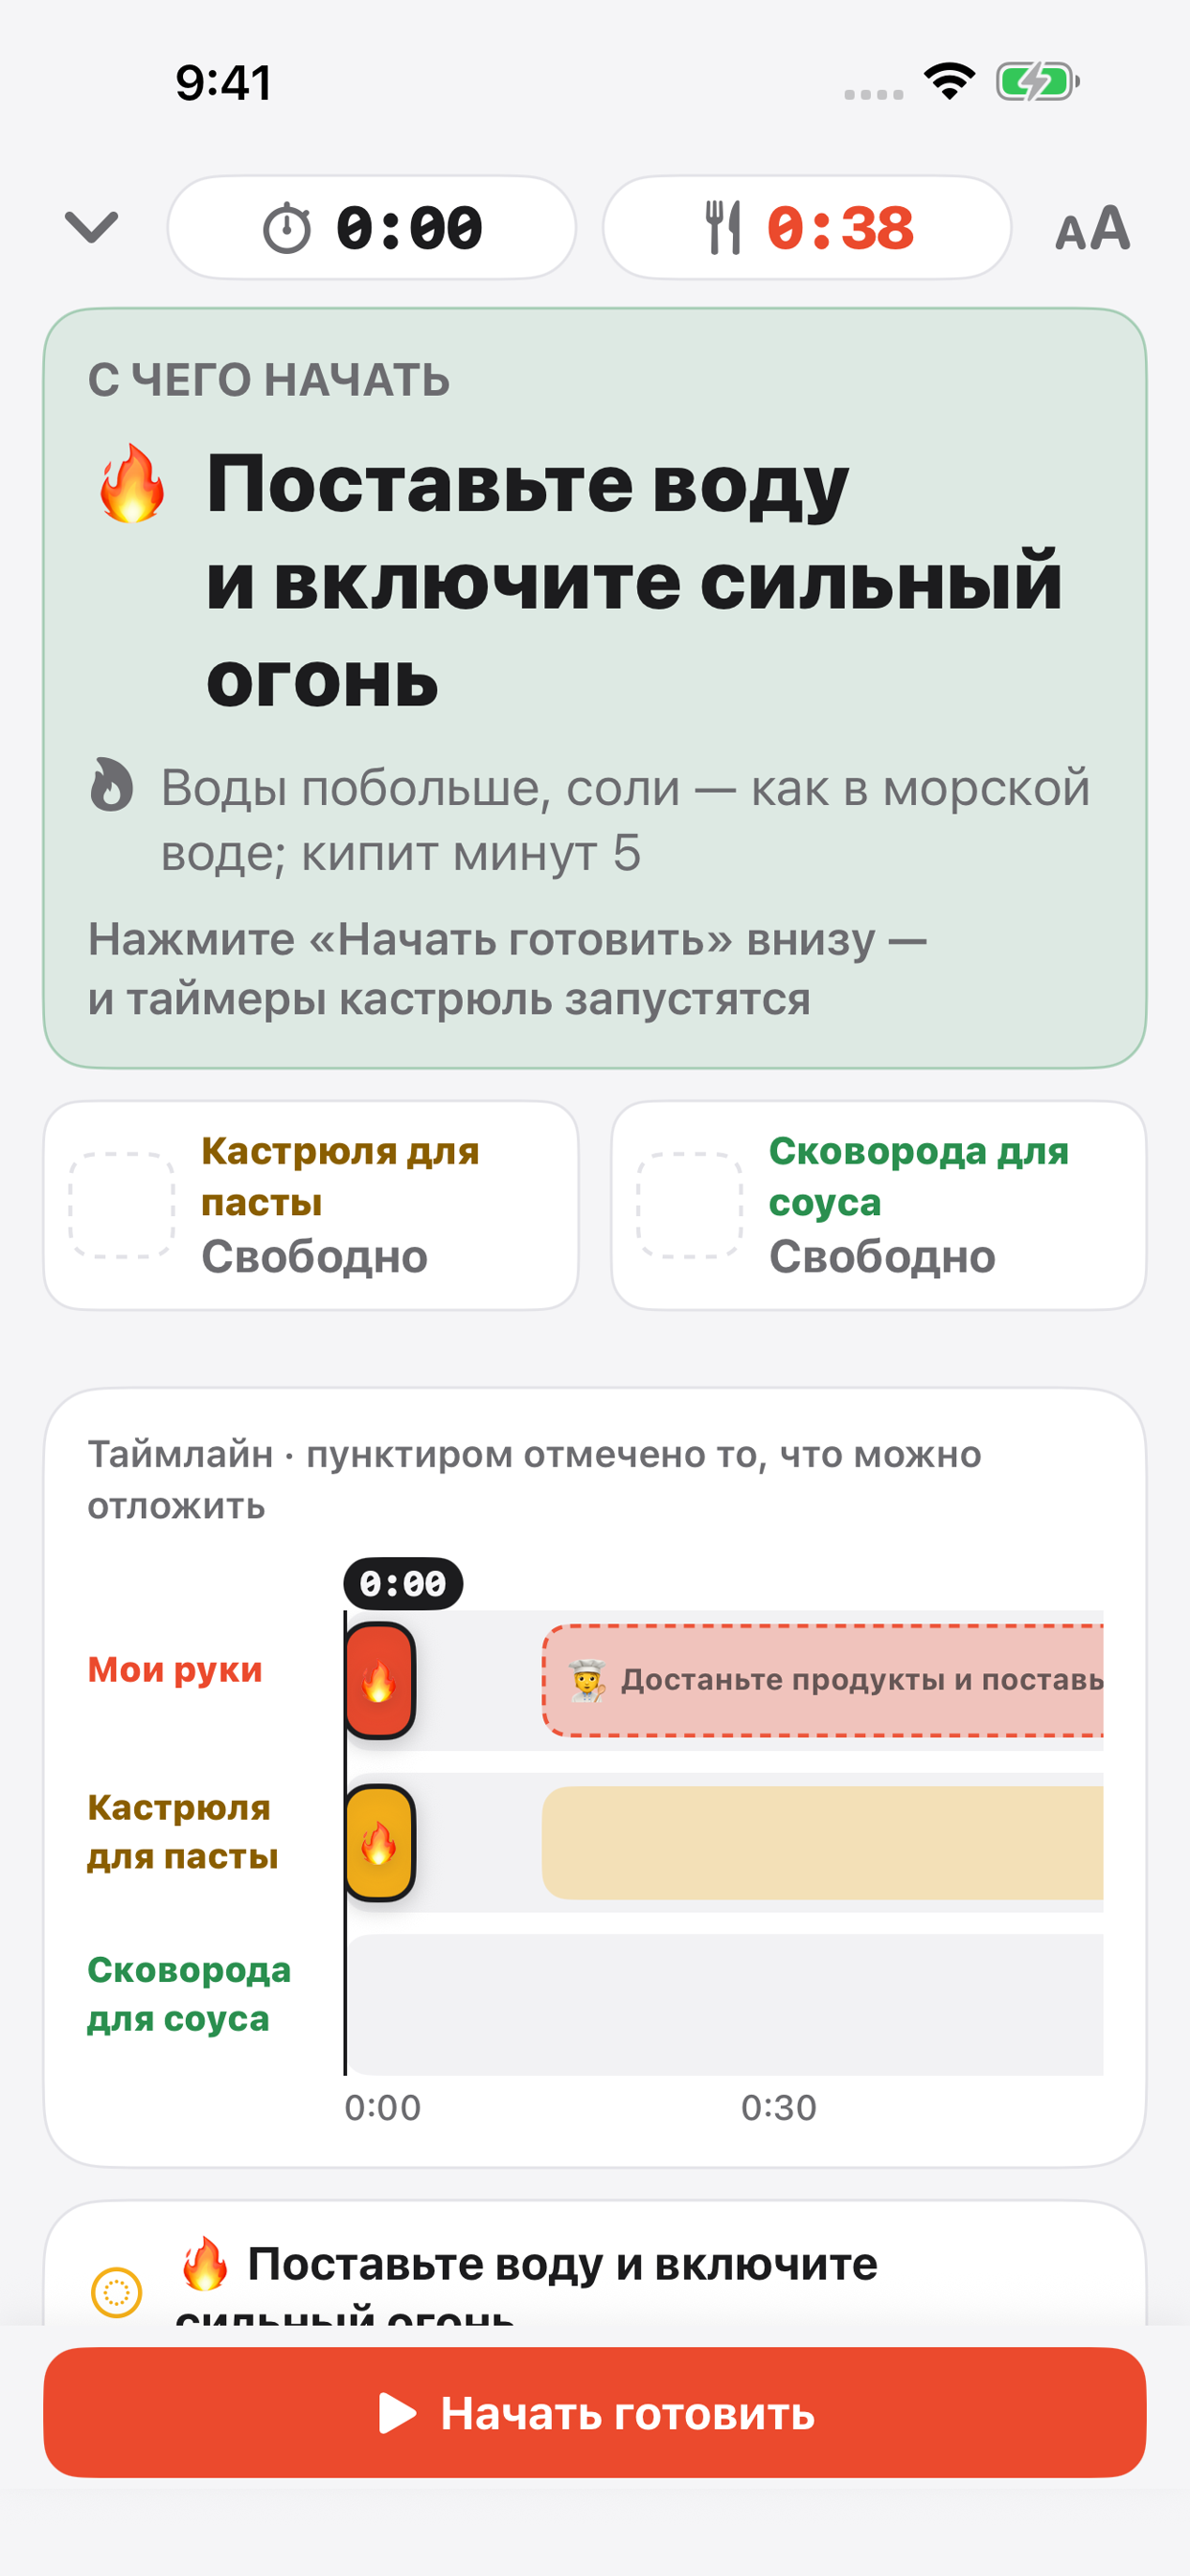 9:41
0:00
0:38
AA
С ЧЕГО НАЧАТЬ
Поставьте воду
и включите сильный
огонь
Воды побольше, соли — как в морской
воде; кипит минут 5
Нажмите «Начать готовить» внизу —
и таймеры кастрюль запустятся
Кастрюля для
пасты
Свободно
Сковорода для
соуса
Свободно
Таймлайн · пунктиром отмечено то, что можно
отложить
0:00
Мои руки
Достаньте продукты и поставь
Кастрюля
для пасты
Сковорода
для соуса
0:00
0:30
Поставьте воду и включите
сильный огонь
Начать готовить